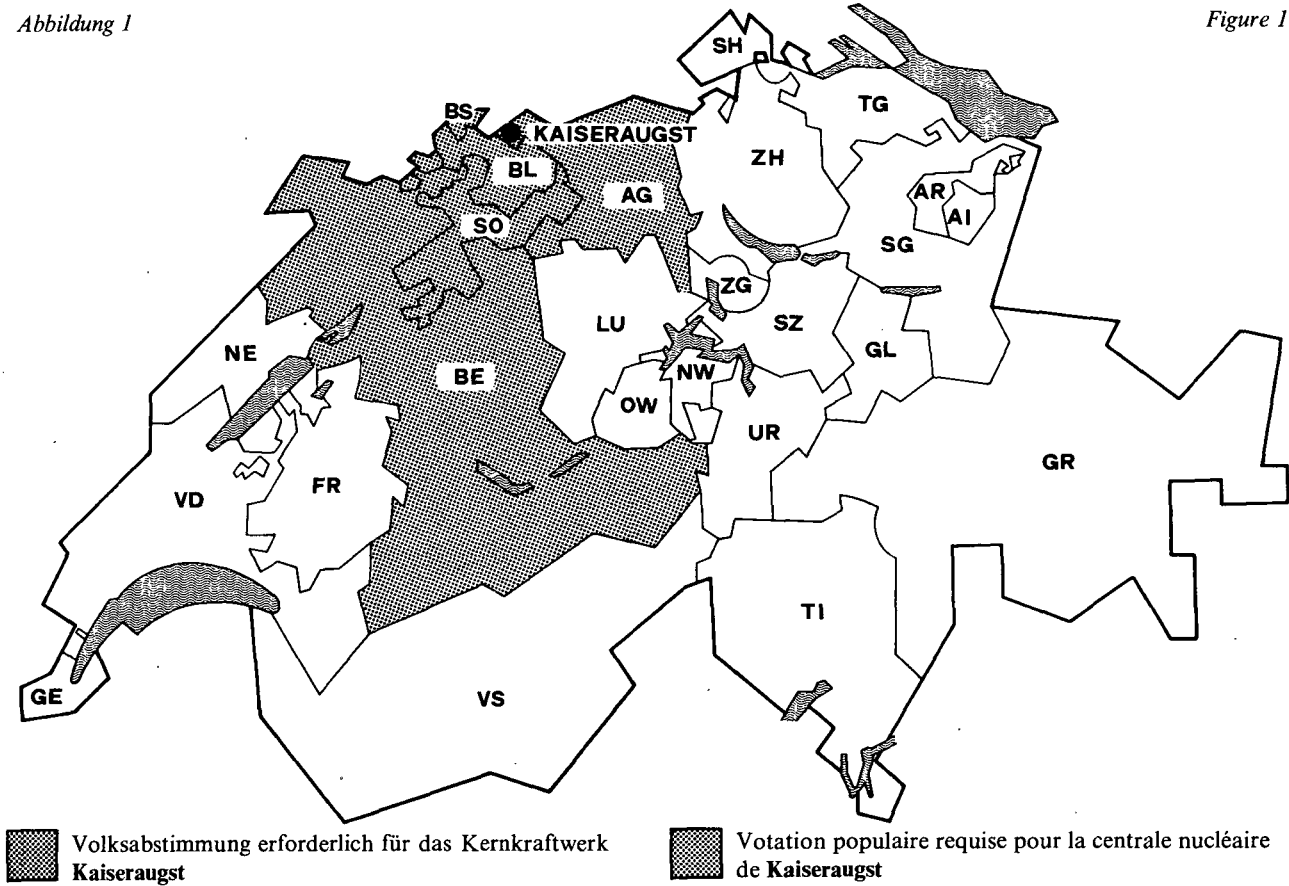 Abbildung 1
Figure 1
SH
BS
KAISERAUGST
TG
ZH
BL
AG
AR
AI
SO
SG
ZG
LU
SZ
NE
GL
BE
NW
OW
UR
GR
VD
FR
TI
GE
VS
Volksabstimmung erforderlich für das Kernkraftwerk
Kaiseraugst
Votation populaire requise pour la centrale nucléaire
de Kaiseraugst